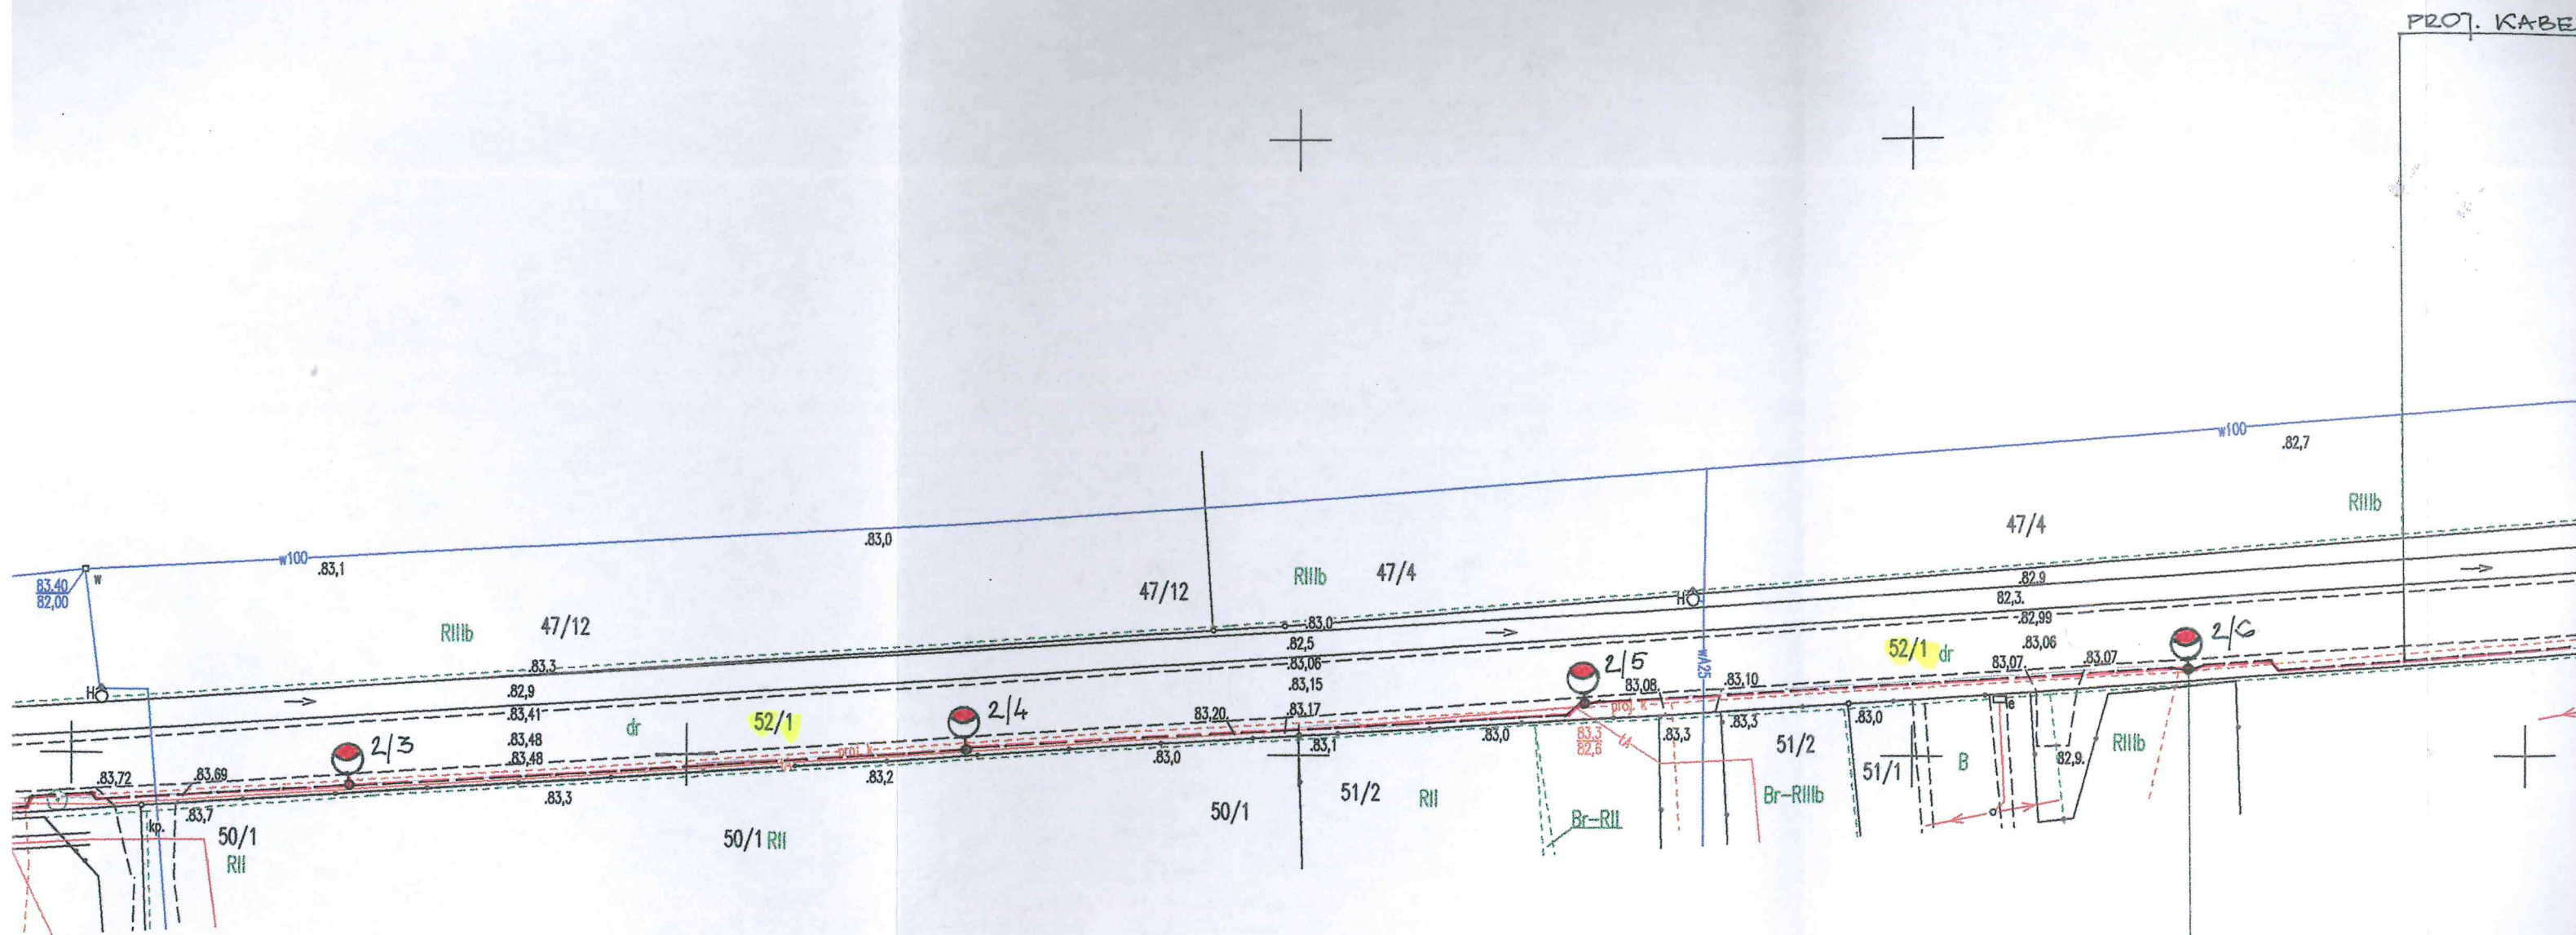 PROJ. KABE
w100
.82,7
RIIIb
47/4
.83,0
w100
.83,1
83.40
82,00
w
RIIIb
47/4
47/12
.82.9
82,3.
.82,99
H
H
RIIIb
47/12
.83.0
.82.5
.83,06
.83,15
wA25
52/1 dr
.83,06
83,07
.83,07
2/6
.83.3
82.9
.83,41
.83,48
.83,48
dr
52/1
2/5
83,08
.83,10
2/4
83,20
.83,17
2/3
.83,72
.83,69
proj. k
proj. k
83.3
82,6
tA
.83,3
.83,3
.83,0
e
51/2
51/1
B
82,9.
RIIIb
.83,0
.83,1
.83,0
.83,2
.83,3
.83,7
kp.
50/1
RII
50/1 RII
50/1
51/2
RII
Br-RII
Br-RIIIb